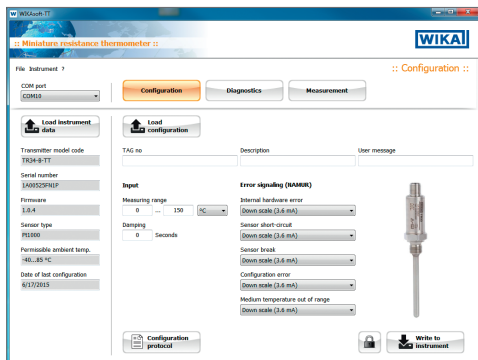 WIKAsoft-TT
:: Miniature resistance thermometer ::
WIKA
File Instrument ?
:: Configuration ::
COM port
COM18
Configuration
Diagnostics
Measurement
Load instrument data
Load configuration
Transmitter model code
TR34-B-TT
TAG no
Description
User message
Serial number
1A00525FN1P
Firmware
1.0.4
Sensor type
Pt1000
Permissible ambient temp.
-40...85 °C
Date of last configuration
6/17/2015
Input
Measuring range
0 ... 150 °C
Damping
0 Seconds
Error signaling (NAMUR)
Internal hardware error
Down scale (3.6 mA)
Sensor short-circuit
Down scale (3.6 mA)
Sensor break
Down scale (3.6 mA)
Configuration error
Down scale (3.6 mA)
Medium temperature out of range
Down scale (3.6 mA)
Configuration protocol
Write to instrument